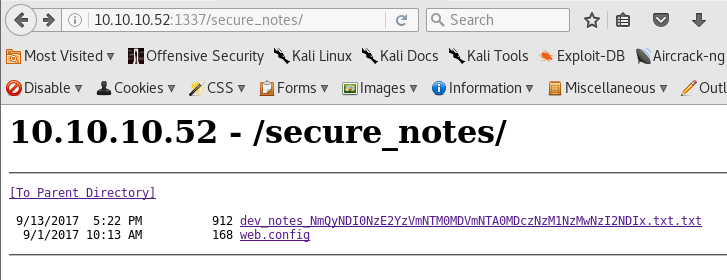 10.10.10.52:1337/secure_notes/ Search
Most Visited Offensive Security Kali Linux Kali Docs Kali Tools Exploit-DB Aircrack-ng
Disable Cookies CSS Forms Images Information Miscellaneous Outl
10.10.10.52 - /secure_notes/
[To Parent Directory]
9/13/2017 5:22 PM 912 dev_notes_NmQyNDI0NzE2YzVmNTM0MDVmNTA0MDczNzM1NzMwNzI2NDIx.txt.txt
9/1/2017 10:13 AM 168 web.config